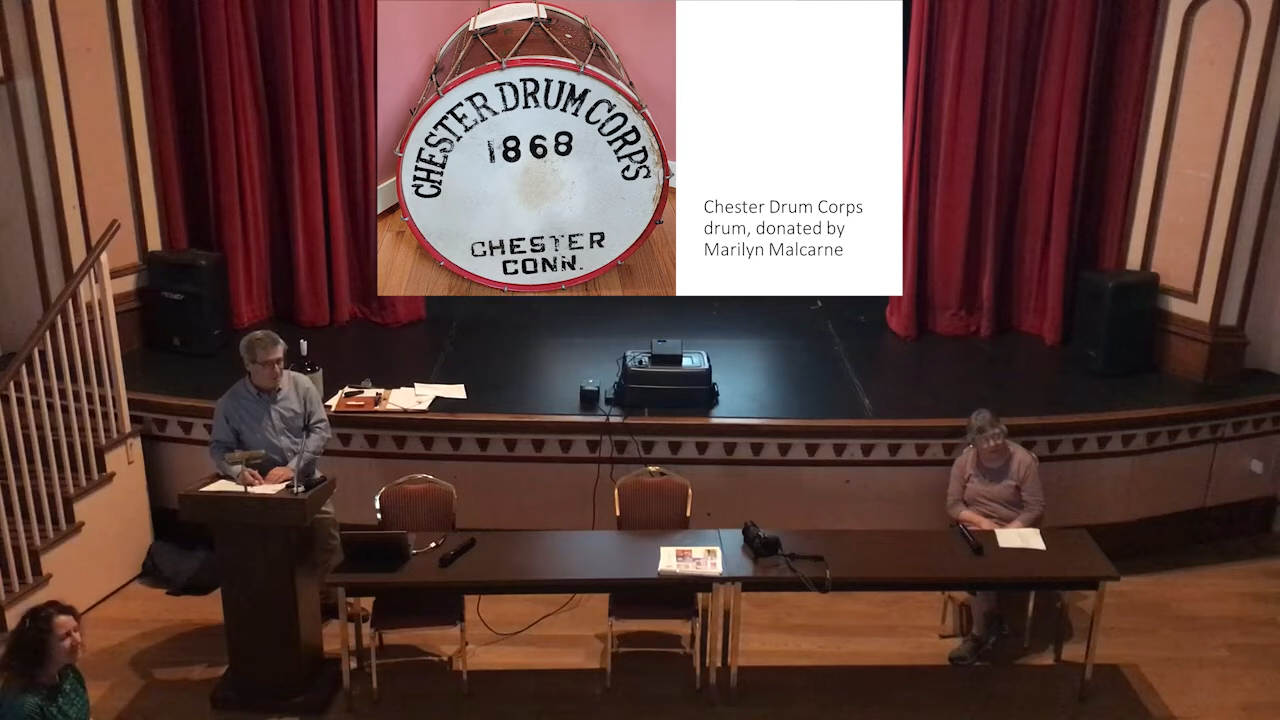 CHESTER DRUM CORPS
1868
CHESTER
CONN.
Chester Drum Corps
drum, donated by
Marilyn Malcarne